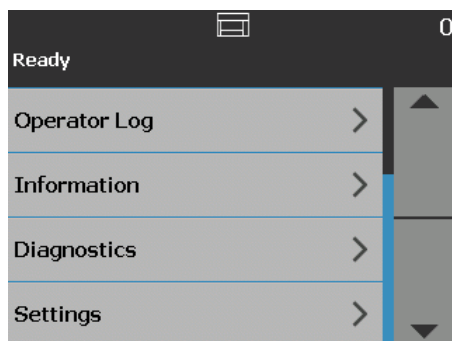 0
Ready
Operator Log
Information
Diagnostics
Settings